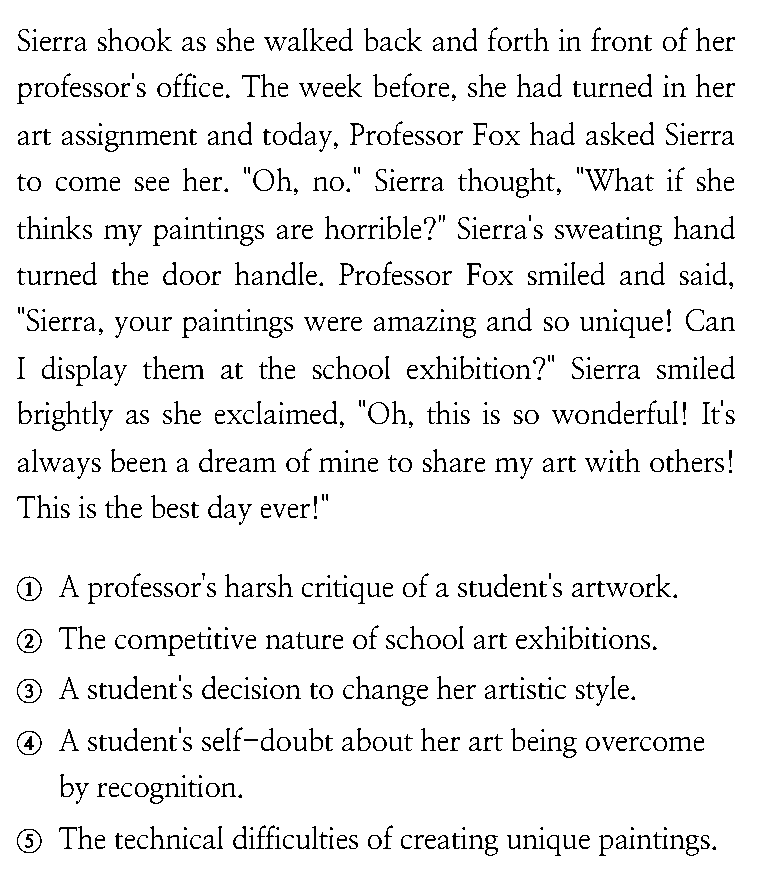 Sierra shook as she walked back and forth in front of her
professor's office. The week before, she had turned in her
art assignment and today, Professor Fox had asked Sierra
to come see her. "Oh, no." Sierra thought, "What if she
thinks my paintings are horrible?" Sierra's sweating hand
turned the door handle. Professor Fox smiled and said,
"Sierra, your paintings were amazing and so unique! Can
I display them at the school exhibition?" Sierra smiled
brightly as she exclaimed, "Oh, this is so wonderful! It's
always been a dream of mine to share my art with others!
This is the best day ever!"
① A professor's harsh critique of a student's artwork.
② The competitive nature of school art exhibitions.
③ A student's decision to change her artistic style.
④ A student's self-doubt about her art being overcome
by recognition.
⑤ The technical difficulties of creating unique paintings.